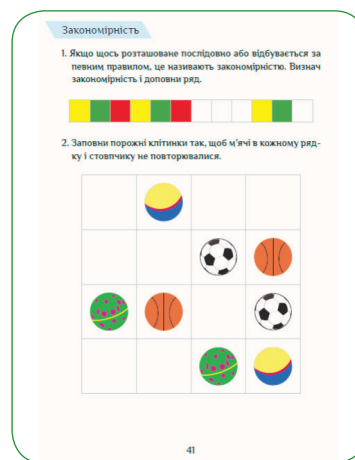 Закономірність
1. Якщо щось розташоване послідовно або відбувається за
певним правилом, це називають закономірністю. Визнач
закономірність і доповни ряд.
2. Заповни порожні клітинки так, щоб м’ячі в кожному ряд-
ку і стовпчику не повторювалися.
41